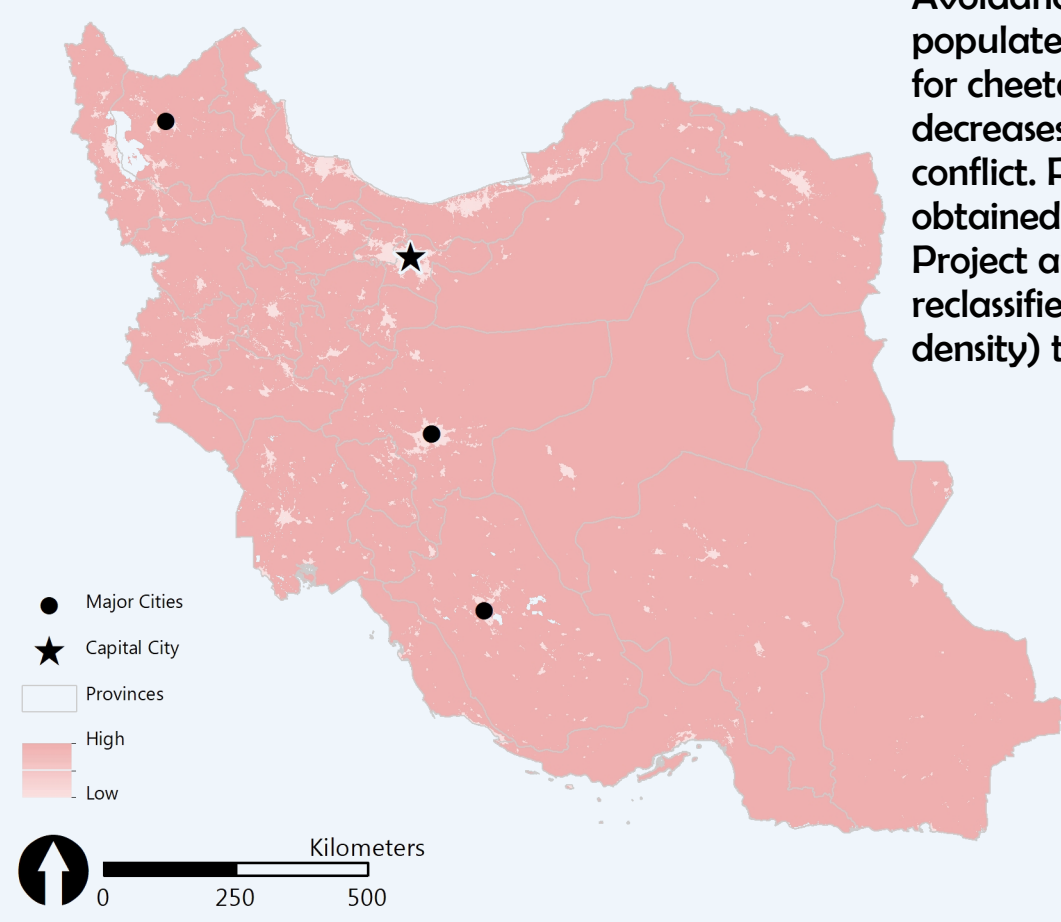 populate
for cheet
decreases
conflict.
obtained
Project a
reclassifie
density) t
Major Cities
Capital City
Provinces
High
Low
Kilometers
0 250 500